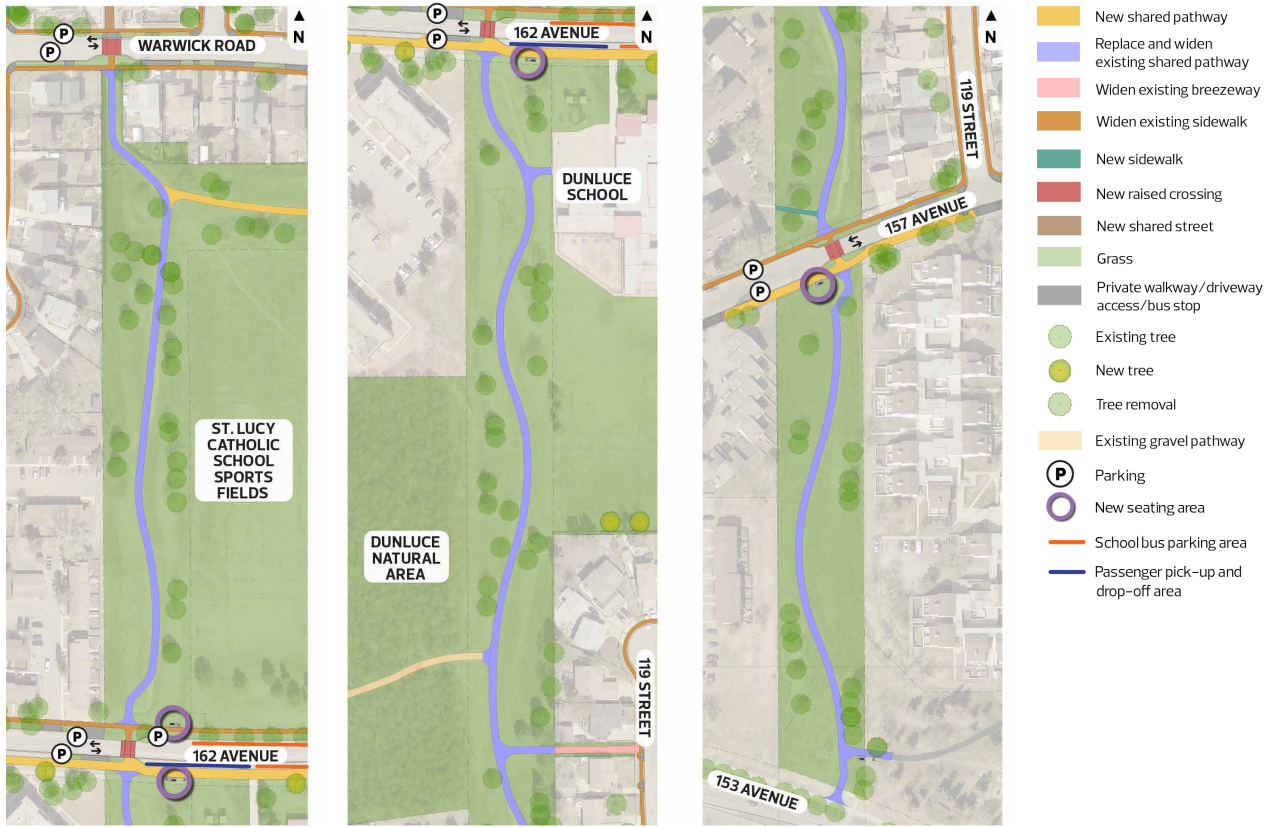 P
P
WARWICK ROAD
N
ST. LUCY
CATHOLIC
SCHOOL
SPORTS
FIELDS
P
P
P
162 AVENUE
P
P
162 AVENUE
N
DUNLUCE
SCHOOL
DUNLUCE
NATURAL
AREA
119 STREET
N
119 STREET
157 AVENUE
P
P
153 AVENUE
New shared pathway
Replace and widen
existing shared pathway
Widen existing breezeway
Widen existing sidewalk
New sidewalk
New raised crossing
New shared street
Grass
Private walkway/driveway
access/bus stop
Existing tree
New tree
Tree removal
Existing gravel pathway
P Parking
New seating area
School bus parking area
Passenger pick-up and
drop-off area